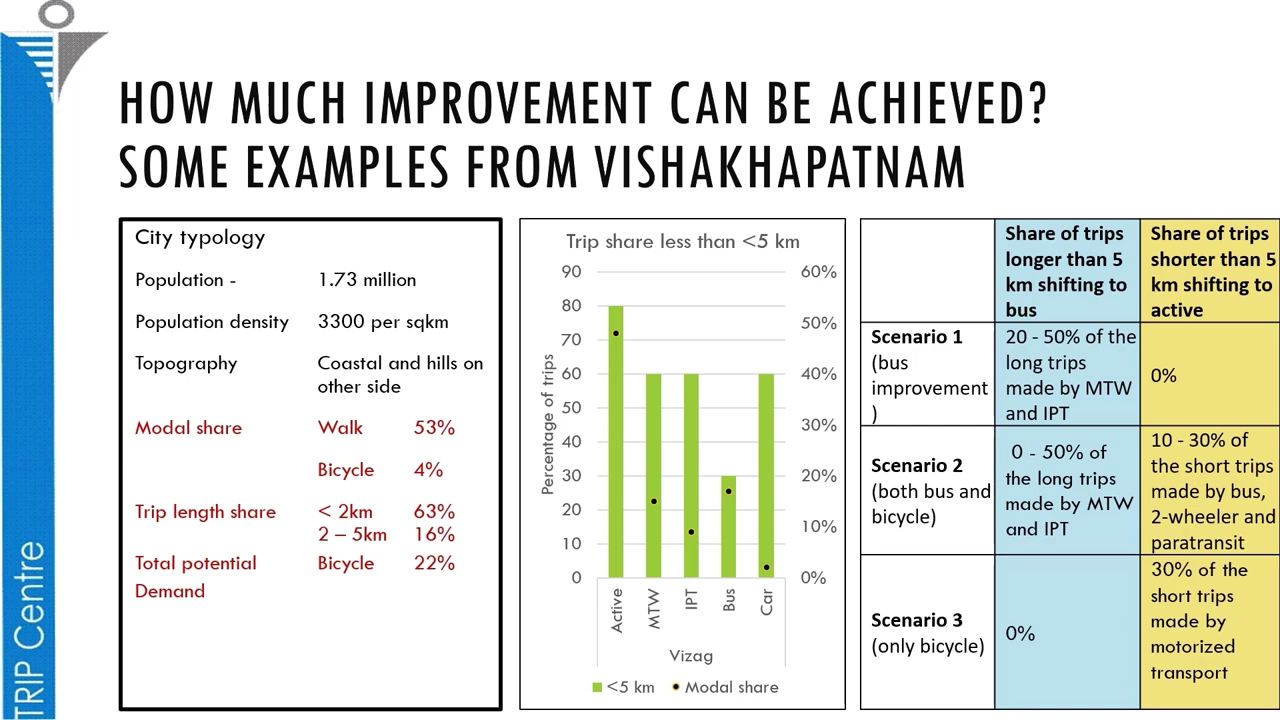 HOW MUCH IMPROVEMENT CAN BE ACHIEVED?
SOME EXAMPLES FROM VISHAKHAPATNAM
City typology
Population - 1.73 million
Population density 3300 per sqkm
Topography Coastal and hills on
other side
Modal share Walk 53%
Bicycle 4%
Trip length share < 2km 63%
2 – 5km 16%
Total potential Bicycle 22%
Demand
Trip share less than <5 km
Percentage of trips
90
80
70
60
50
40
30
20
10
0
60%
50%
40%
30%
20%
10%
0%
Active
MTW
IPT
Bus
Car
Vizag
<5 km
Modal share
Share of trips
longer than 5
km shifting to
bus
Share of trips
shorter than 5
km shifting to
active
Scenario 1
(bus
improvement
)
20 - 50% of the
long trips
made by MTW
and IPT
0%
Scenario 2
(both bus and
bicycle)
0 - 50% of
the long trips
made by MTW
and IPT
10 - 30% of
the short trips
made by bus,
2-wheeler and
paratransit
Scenario 3
(only bicycle)
0%
30% of the
short trips
made by
motorized
transport
TRIP Centre